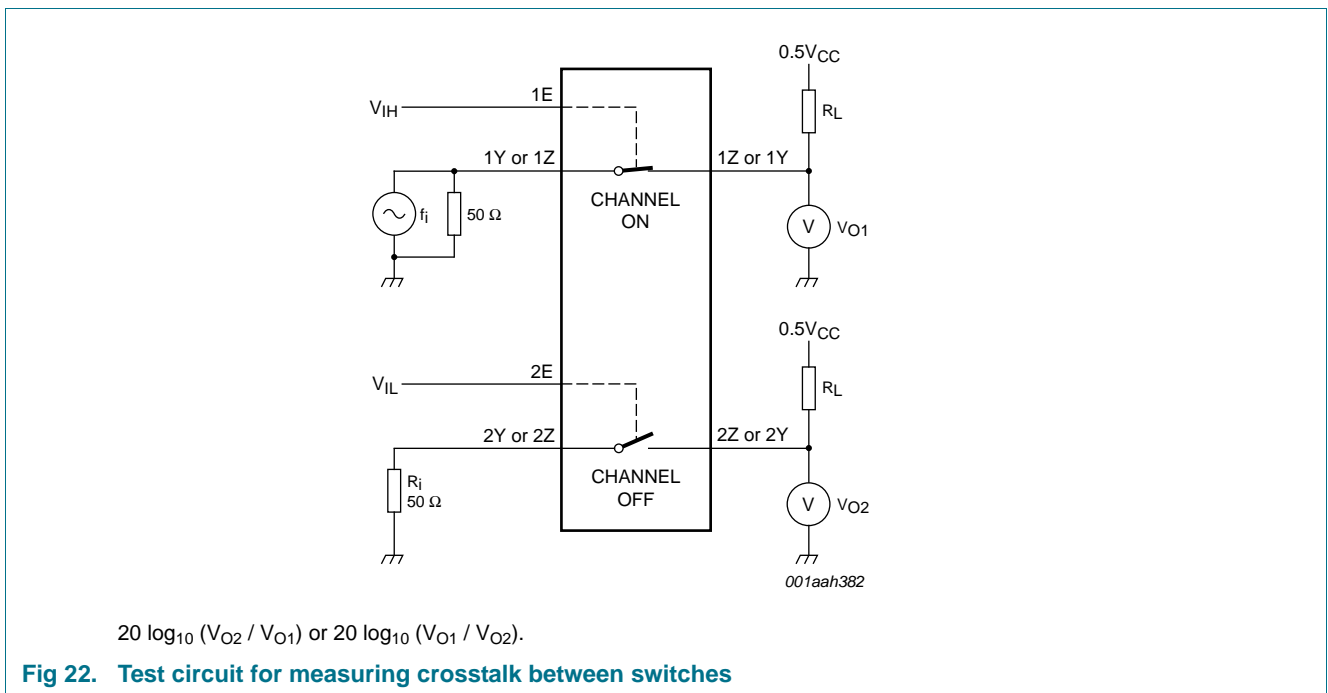 0.5VCC
1E
VIH
RL
1Y or 1Z
1Z or 1Y
CHANNEL
ON
fi
50 Ω
V
VO1
0.5VCC
2E
VIL
RL
2Y or 2Z
2Z or 2Y
CHANNEL
OFF
Ri
50 Ω
V
VO2
001aah382
20 log10 (VO2 / VO1) or 20 log10 (VO1 / VO2).
Fig 22. Test circuit for measuring crosstalk between switches